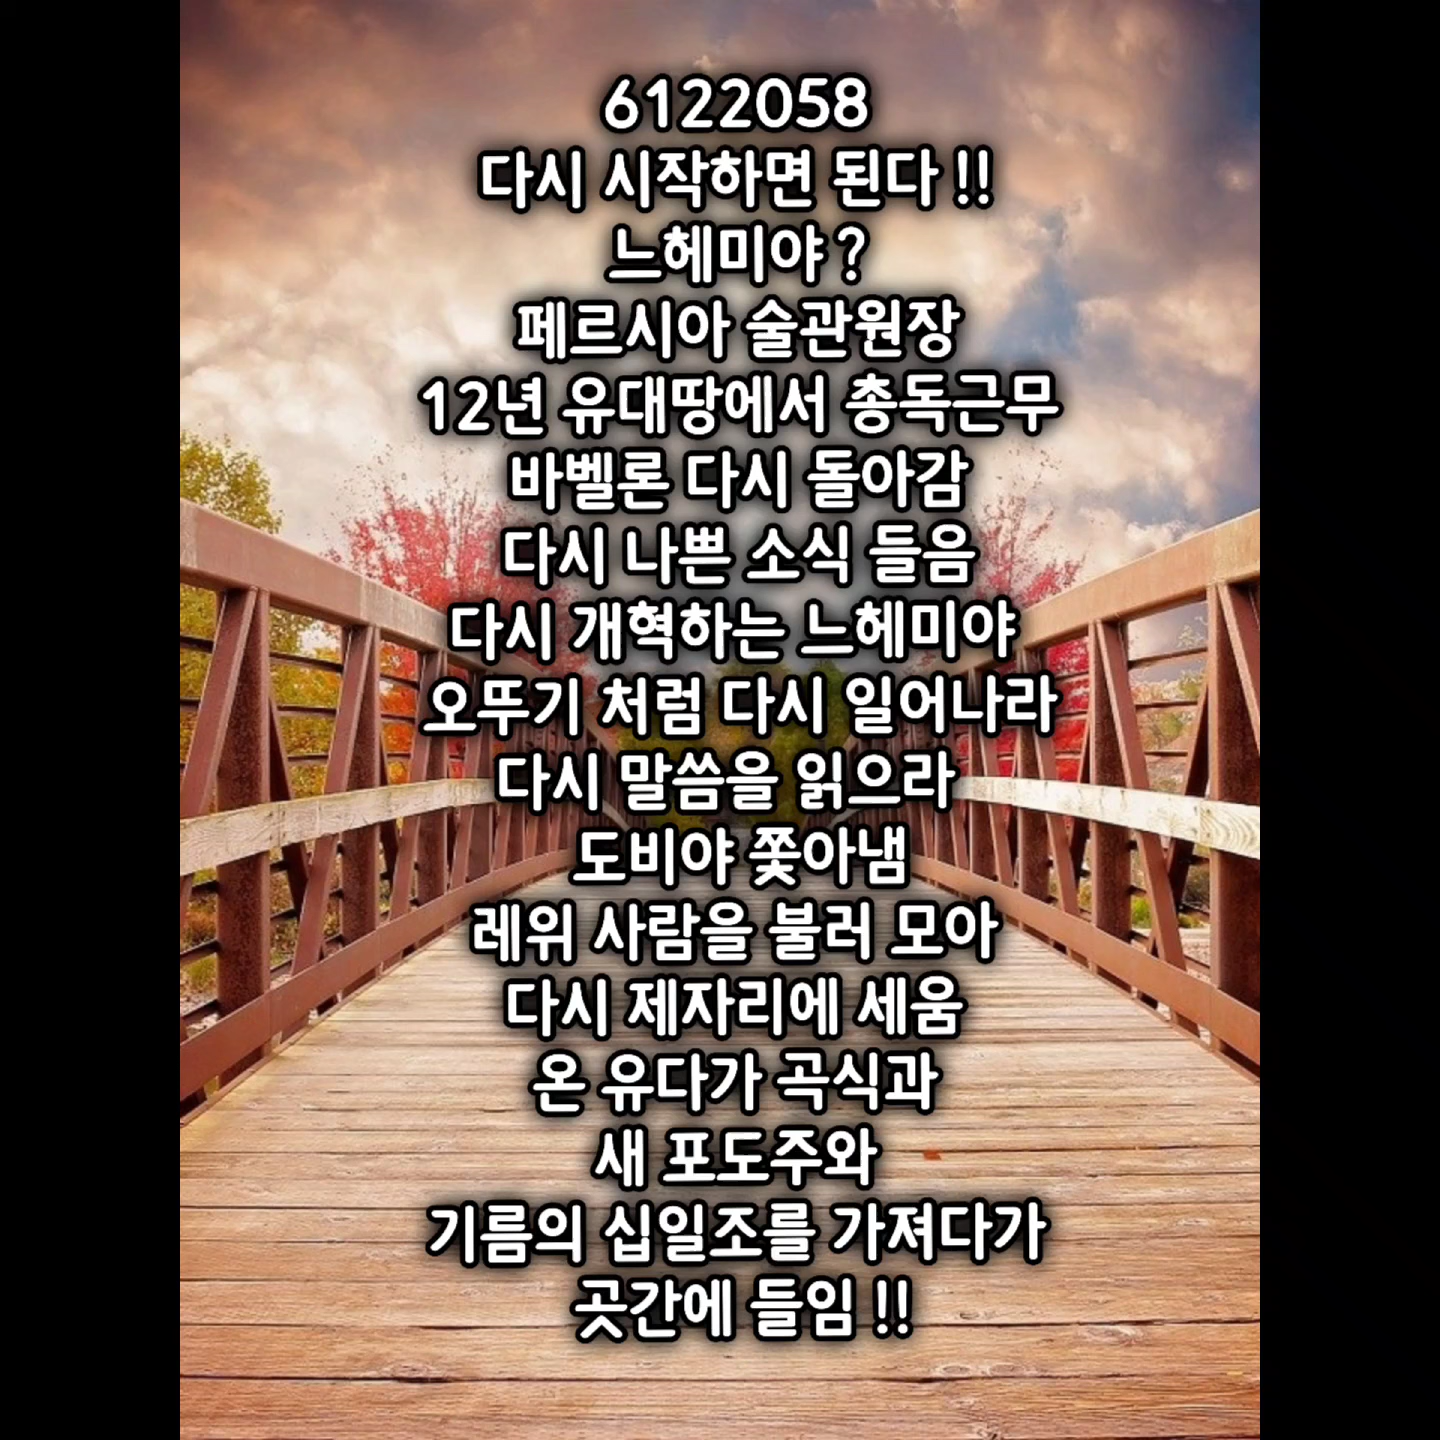 6122058
다시 시작하면 된다 !!
느헤미야 ?
페르시아 술관원장
12년 유대땅에서 총독근무
바벨론 다시 돌아감
다시 나쁜 소식 들음
다시 개혁하는 느헤미야
오뚜기 처럼 다시 일어나라
다시 말씀을 읽으라
도비야 쫓아냄
레위 사람을 불러 모아
다시 제자리에 세움
온 유다가 곡식과
새 포도주와
기름의 십일조를 가져다가
곳간에 들임 !!